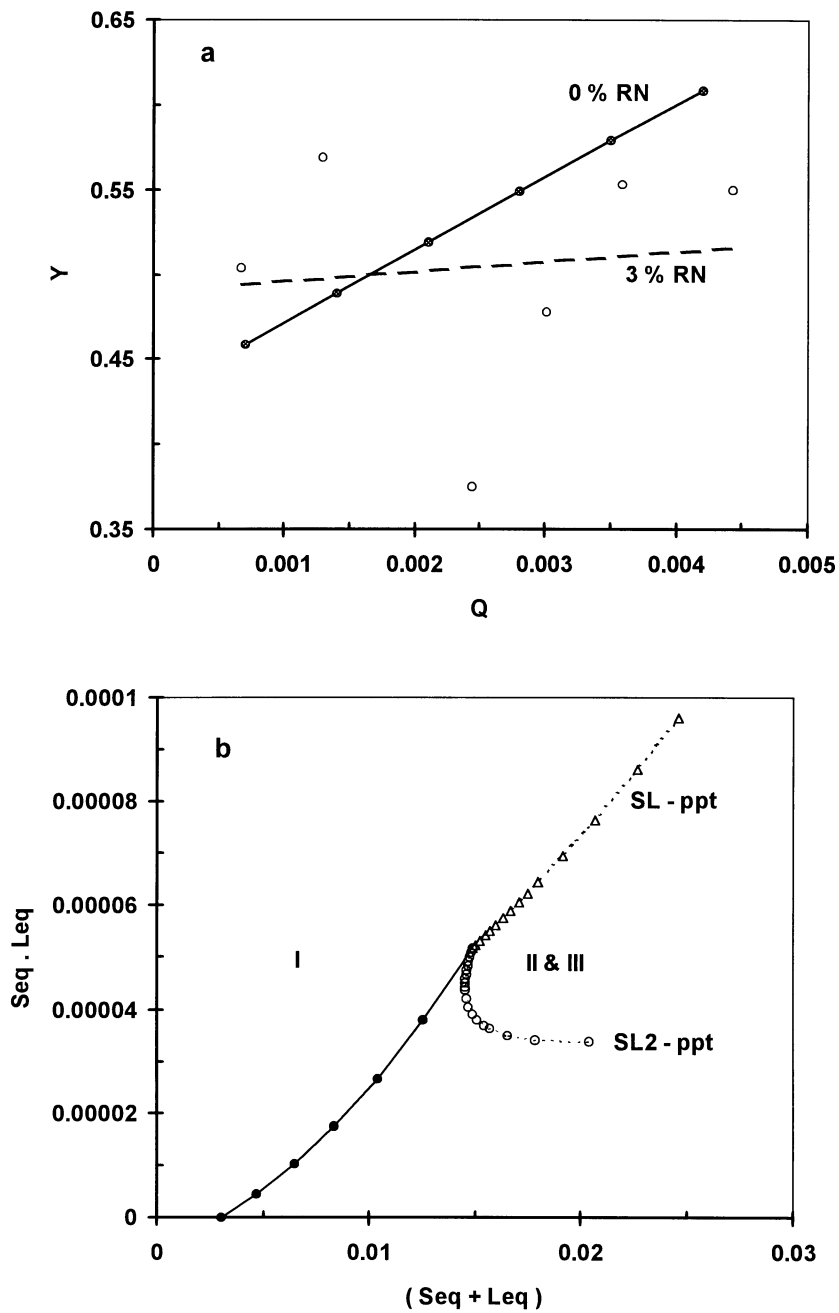 0.65
a
0 % RN
0.55
Y
3 % RN
0.45
0.35
0 0.001 0.002 0.003 0.004 0.005
Q
0.0001
b
0.00008
SL - ppt
0.00006
Seq . Leq
I
II & III
0.00004
SL2 - ppt
0.00002
0
0 0.01 0.02 0.03
( Seq + Leq )